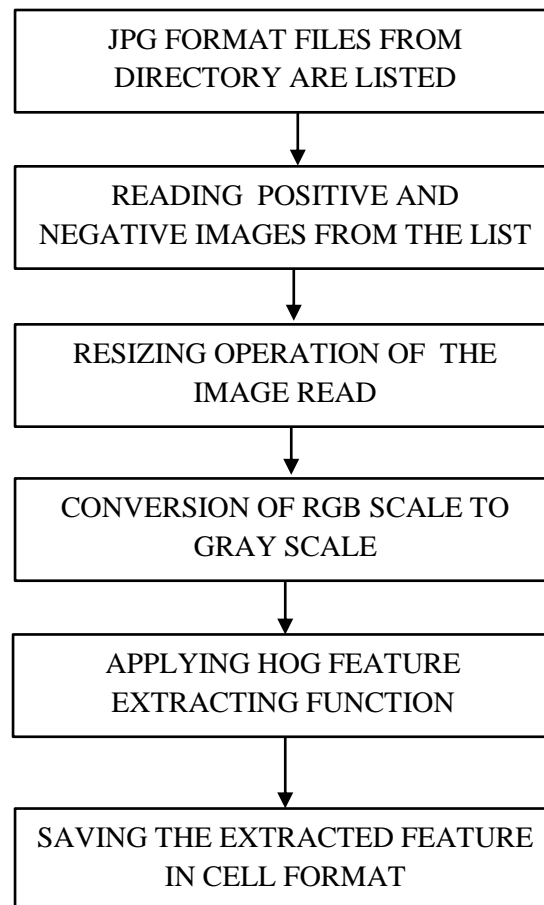 JPG FORMAT FILES FROM
DIRECTORY ARE LISTED
READING POSITIVE AND
NEGATIVE IMAGES FROM THE LIST
RESIZING OPERATION OF THE
IMAGE READ
CONVERSION OF RGB SCALE TO
GRAY SCALE
APPLYING HOG FEATURE
EXTRACTING FUNCTION
SAVING THE EXTRACTED FEATURE
IN CELL FORMAT